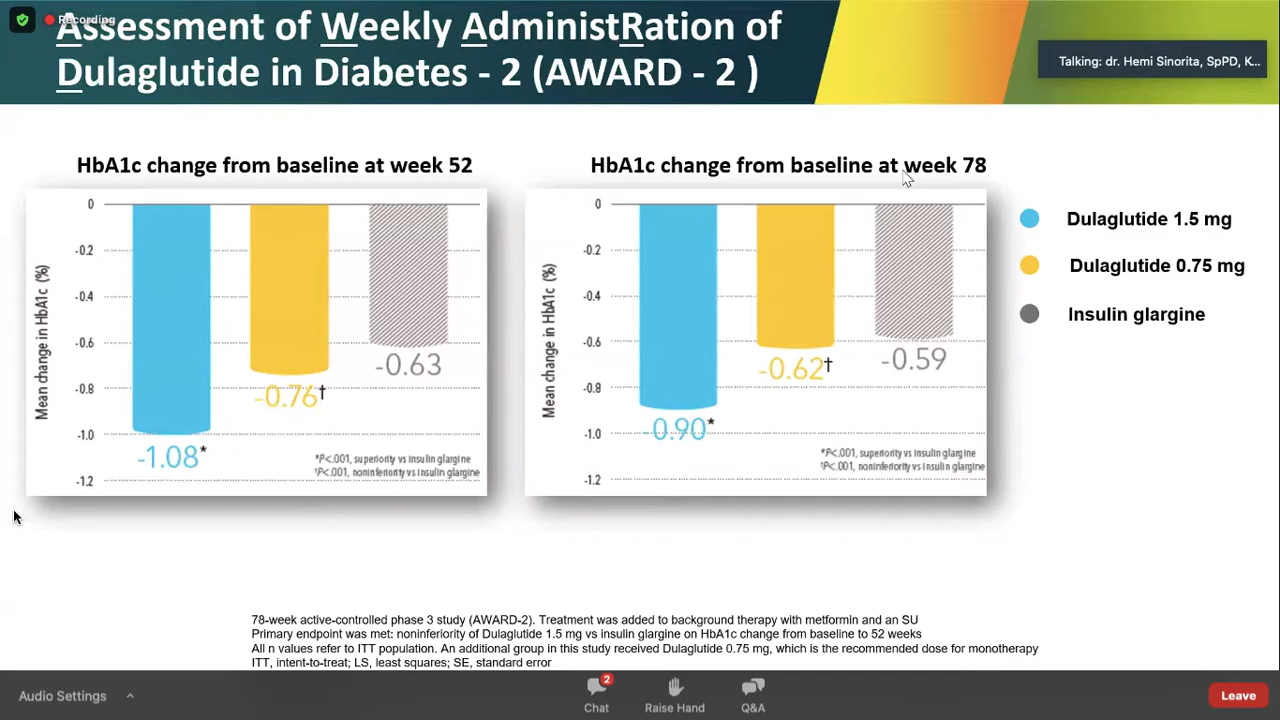 Recording
Assessment of Weekly AdministRation of
Dulaglutide in Diabetes - 2 (AWARD - 2 )
Talking: dr. Hemi Sinorita, SpPD, K...
HbA1c change from baseline at week 52
Mean change in HbA1c (%)
0
-0.2
-0.4
-0.6
-0.8
-1.0
-1.2
-1.08*
-0.76†
-0.63
*P<.001, superiority vs insulin glargine
†P<.001, noninferiority vs insulin glargine
HbA1c change from baseline at week 78
Mean change in HbA1c (%)
0
-0.2
-0.4
-0.6
-0.8
-1.0
-1.2
-0.90*
-0.62†
-0.59
*P<.001, superiority vs insulin glargine
†P<.001, noninferiority vs insulin glargine
Dulaglutide 1.5 mg
Dulaglutide 0.75 mg
Insulin glargine
78-week active-controlled phase 3 study (AWARD-2). Treatment was added to background therapy with metformin and an SU
Primary endpoint was met: noninferiority of Dulaglutide 1.5 mg vs insulin glargine on HbA1c change from baseline to 52 weeks
All n values refer to ITT population. An additional group in this study received Dulaglutide 0.75 mg, which is the recommended dose for monotherapy
ITT, intent-to-treat; LS, least squares; SE, standard error
Audio Settings
2
Chat
Raise Hand
Q&A
Leave